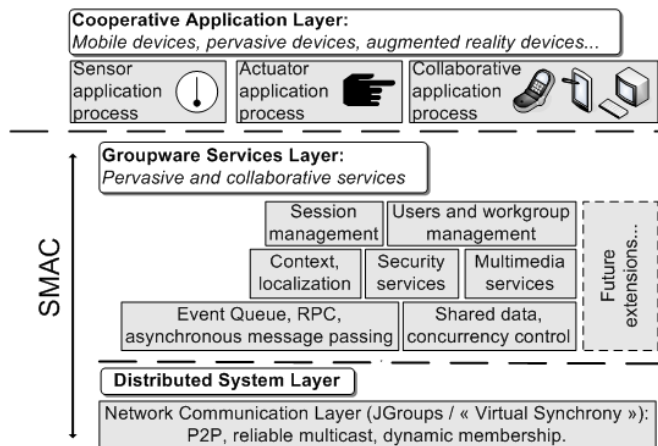 Cooperative Application Layer:
Mobile devices, pervasive devices, augmented reality devices...
Sensor
application
process
Actuator
application
process
Collaborative
application
process
SMAC
Groupware Services Layer:
Pervasive and collaborative services
Session
management
Users and workgroup
management
Context,
localization
Security
services
Multimedia
services
Event Queue, RPC,
asynchronous message passing
Shared data,
concurrency control
Future
extensions...
Distributed System Layer
Network Communication Layer (JGroups / « Virtual Synchrony »):
P2P, reliable multicast, dynamic membership.